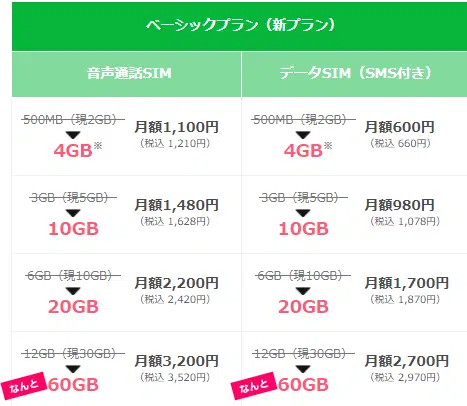 ベーシックプラン（新プラン）
音声通話SIM
データSIM（SMS付き）
500MB（現2GB）
4GB※
月額1,100円
（税込 1,210円）
500MB（現2GB）
4GB※
月額600円
（税込 660円）
3GB（現5GB）
10GB
月額1,480円
（税込 1,628円）
3GB（現5GB）
10GB
月額980円
（税込 1,078円）
6GB（現10GB）
20GB
月額2,200円
（税込 2,420円）
6GB（現10GB）
20GB
月額1,700円
（税込 1,870円）
12GB（現30GB）
なんと
60GB
月額3,200円
（税込 3,520円）
12GB（現30GB）
なんと
60GB
月額2,700円
（税込 2,970円）